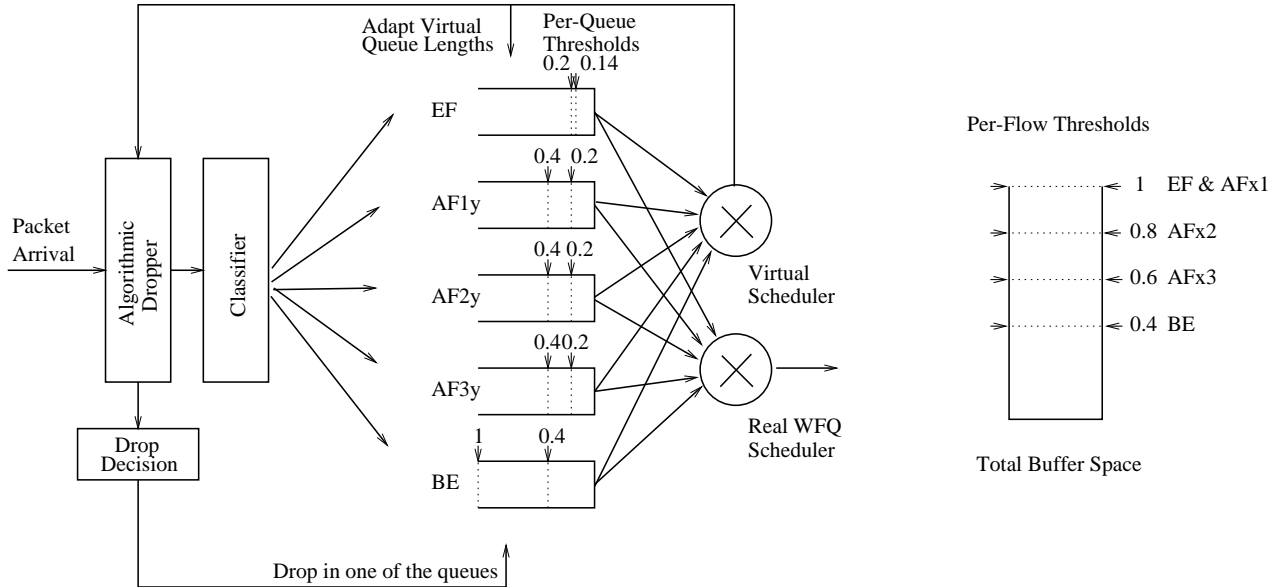 Adapt Virtual
Queue Lengths
Per-Queue
Thresholds
0.2 0.14
EF
0.4 0.2
AF1y
0.4 0.2
AF2y
0.4 0.2
AF3y
1 0.4
BE
Packet
Arrival
Algorithmic
Dropper
Classifier
Drop
Decision
Drop in one of the queues
Virtual
Scheduler
Real WFQ
Scheduler
Per-Flow Thresholds
1 EF & AFx1
0.8 AFx2
0.6 AFx3
0.4 BE
Total Buffer Space